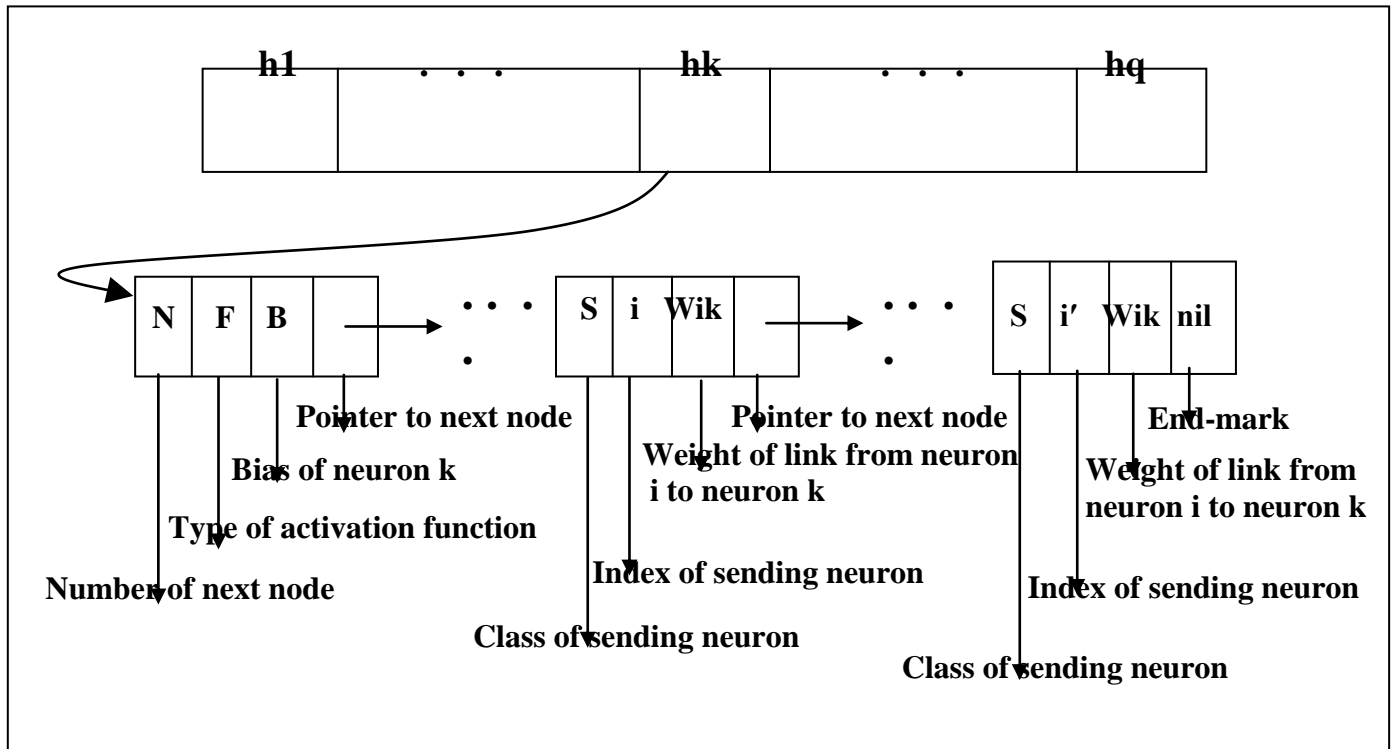 h1 . . . hk . . . hq
N F B . . . . S i Wik . . . . S i′ Wik nil
Pointer to next node
Bias of neuron k
Type of activation function
Number of next node
Pointer to next node
Weight of link from neuron
i to neuron k
Index of sending neuron
Class of sending neuron
End-mark
Weight of link from
neuron i to neuron k
Index of sending neuron
Class of sending neuron